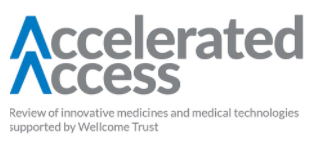 Accelerated
Access
Review of innovative medicines and medical technologies
supported by Wellcome Trust